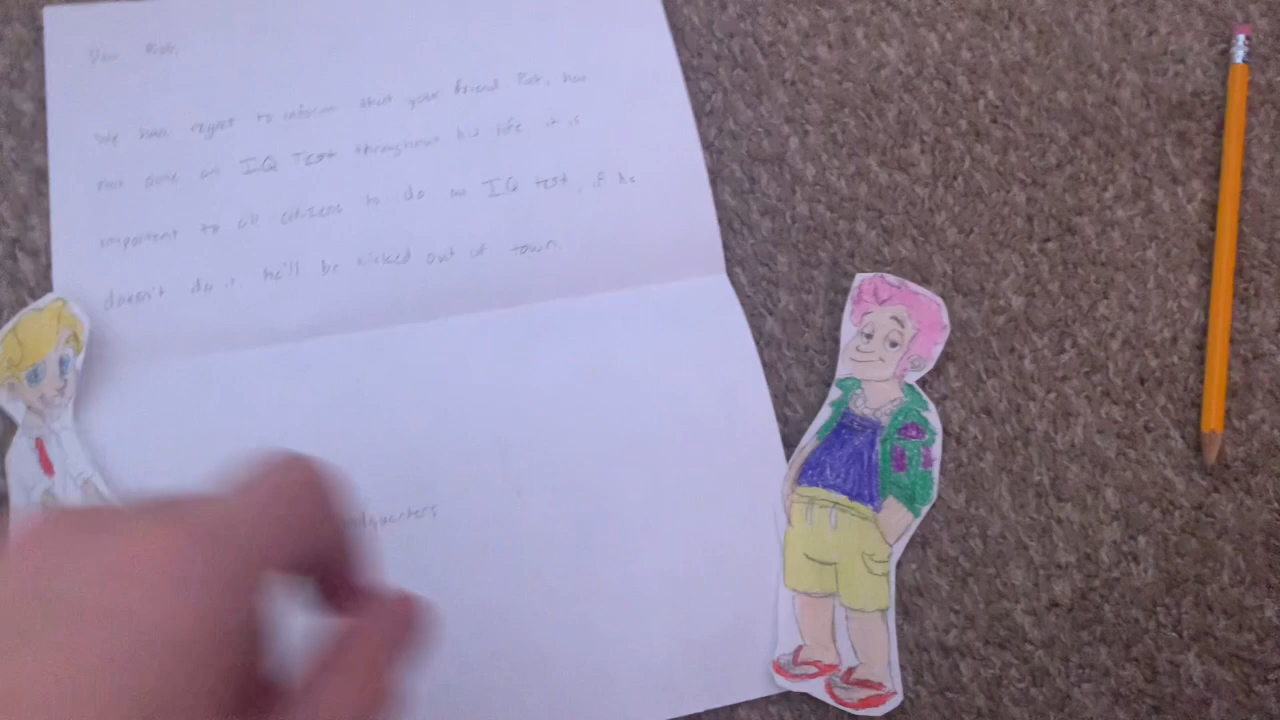 Dear Bob,
We have regret to inform that your friend Pat, has
not done an IQ Test throughout his life it is
important to all citizens to do an IQ test, if he
doesn't do it, he'll be kicked out of town.
dquarters